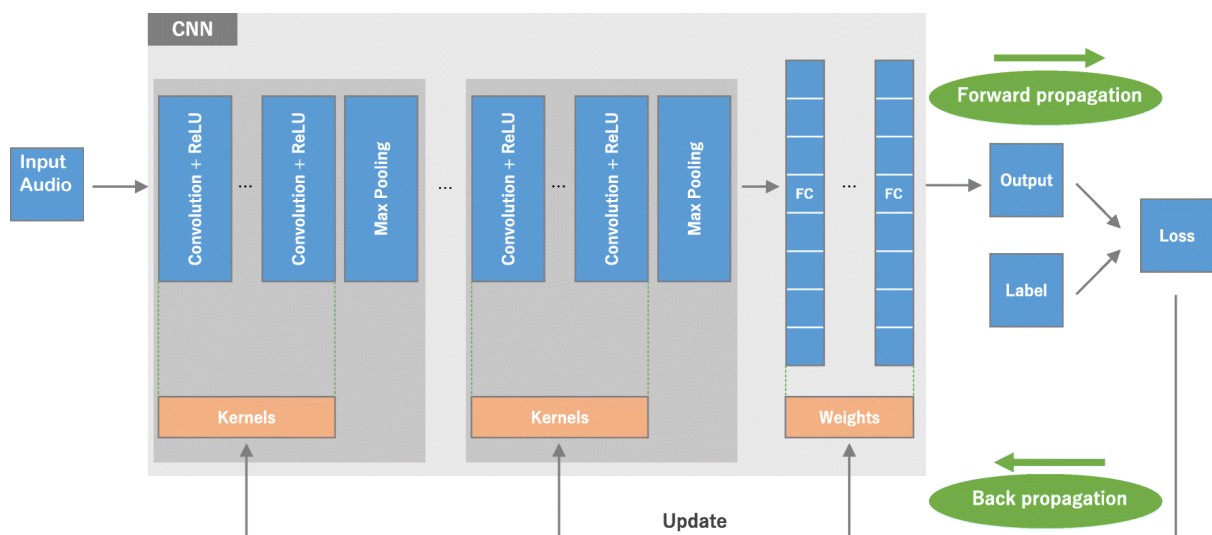 CNN
Input
Audio
Convolution + ReLU
...
Convolution + ReLU
Max Pooling
...
Convolution + ReLU
...
Convolution + ReLU
Max Pooling
FC
...
FC
Forward propagation
Output
Label
Loss
Kernels
Kernels
Weights
Back propagation
Update